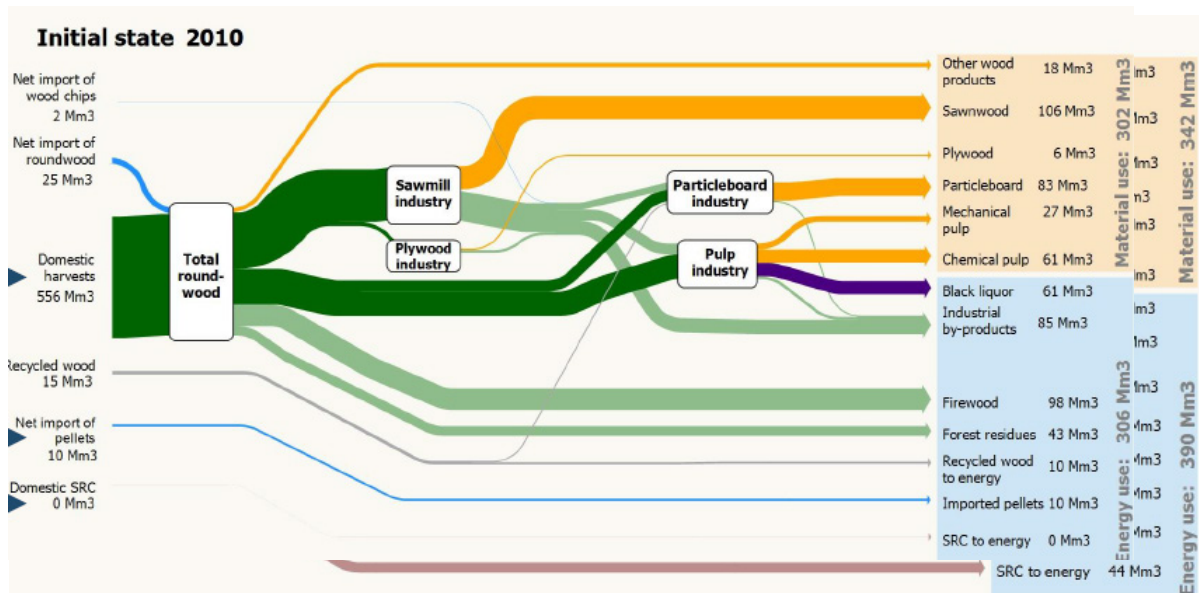 Initial state 2010
Net import of
wood chips
2 Mm3
Net import of
roundwood
25 Mm3
Domestic
harvests
556 Mm3
Recycled wood
15 Mm3
Net import of
pellets
10 Mm3
Domestic SRC
0 Mm3
Total
round-
wood
Sawmill
industry
Plywood
industry
Particleboard
industry
Pulp
industry
Other wood
products 18 Mm3
Sawnwood 106 Mm3
Plywood 6 Mm3
Particleboard 83 Mm3
Mechanical
pulp 27 Mm3
Chemical pulp 61 Mm3
Black liquor 61 Mm3
Industrial
by-products 85 Mm3
Firewood 98 Mm3
Forest residues 43 Mm3
Recycled wood
to energy 10 Mm3
Imported pellets 10 Mm3
SRC to energy 0 Mm3
SRC to energy 44 Mm3
Material use: 302 Mm3
Energy use: 306 Mm3
Material use: 342 Mm3
Energy use: 390 Mm3